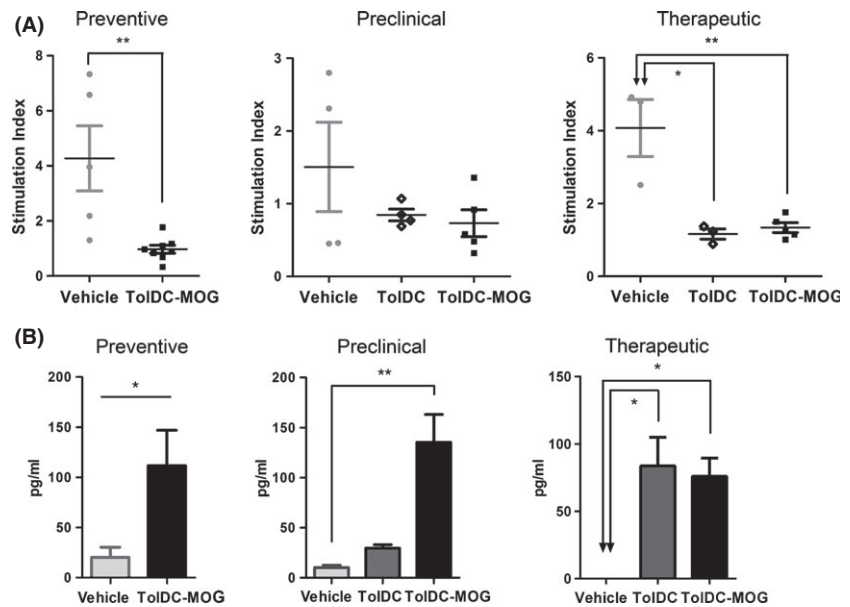 (A)
Preventive
Preclinical
Therapeutic
Stimulation Index
8
6
4
2
0
**
Vehicle TolDC-MOG
Stimulation Index
3
2
1
0
Vehicle TolDC TolDC-MOG
Stimulation Index
6
4
2
0
**
*
Vehicle TolDC TolDC-MOG
(B)
Preventive
Preclinical
Therapeutic
pg/ml
200
150
100
50
0
*
Vehicle TolDC-MOG
pg/ml
200
150
100
50
0
**
Vehicle TolDC TolDC-MOG
pg/ml
150
100
50
0
*
*
Vehicle TolDC TolDC-MOG